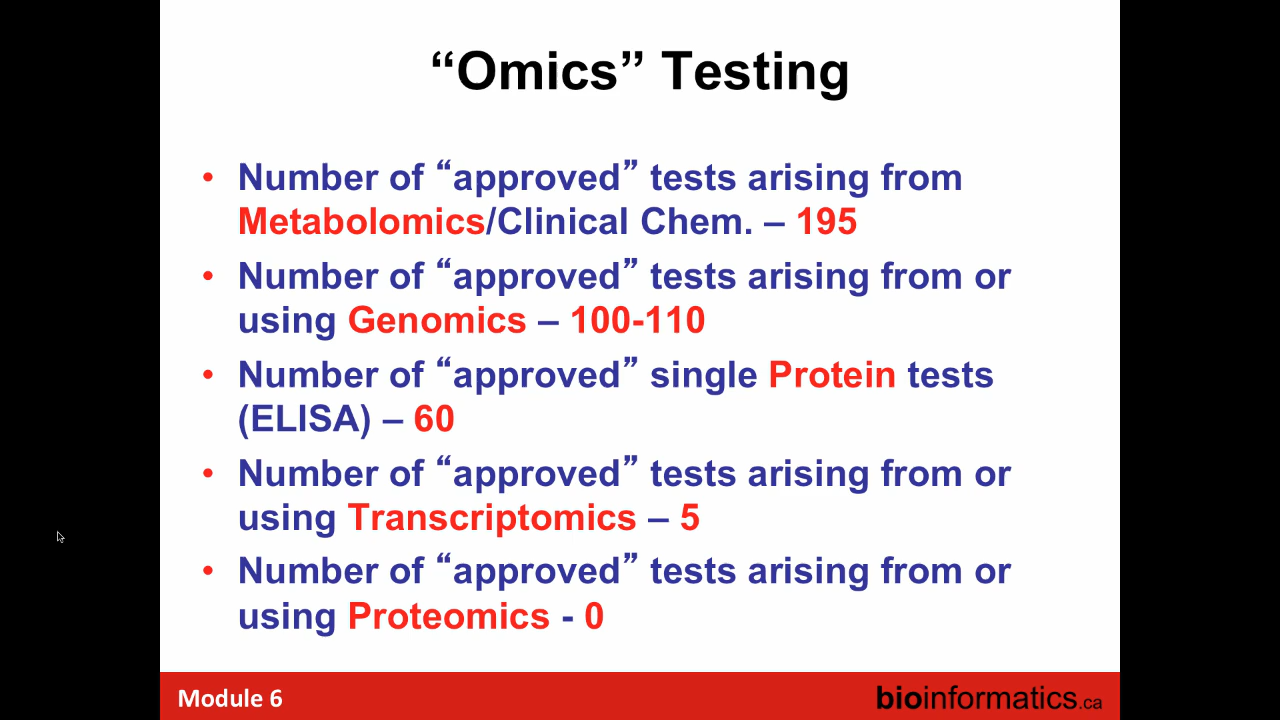 “Omics” Testing
• Number of “approved” tests arising from
Metabolomics/Clinical Chem. – 195
• Number of “approved” tests arising from or
using Genomics – 100-110
• Number of “approved” single Protein tests
(ELISA) – 60
• Number of “approved” tests arising from or
using Transcriptomics – 5
• Number of “approved” tests arising from or
using Proteomics - 0
Module 6
bioinformatics.ca